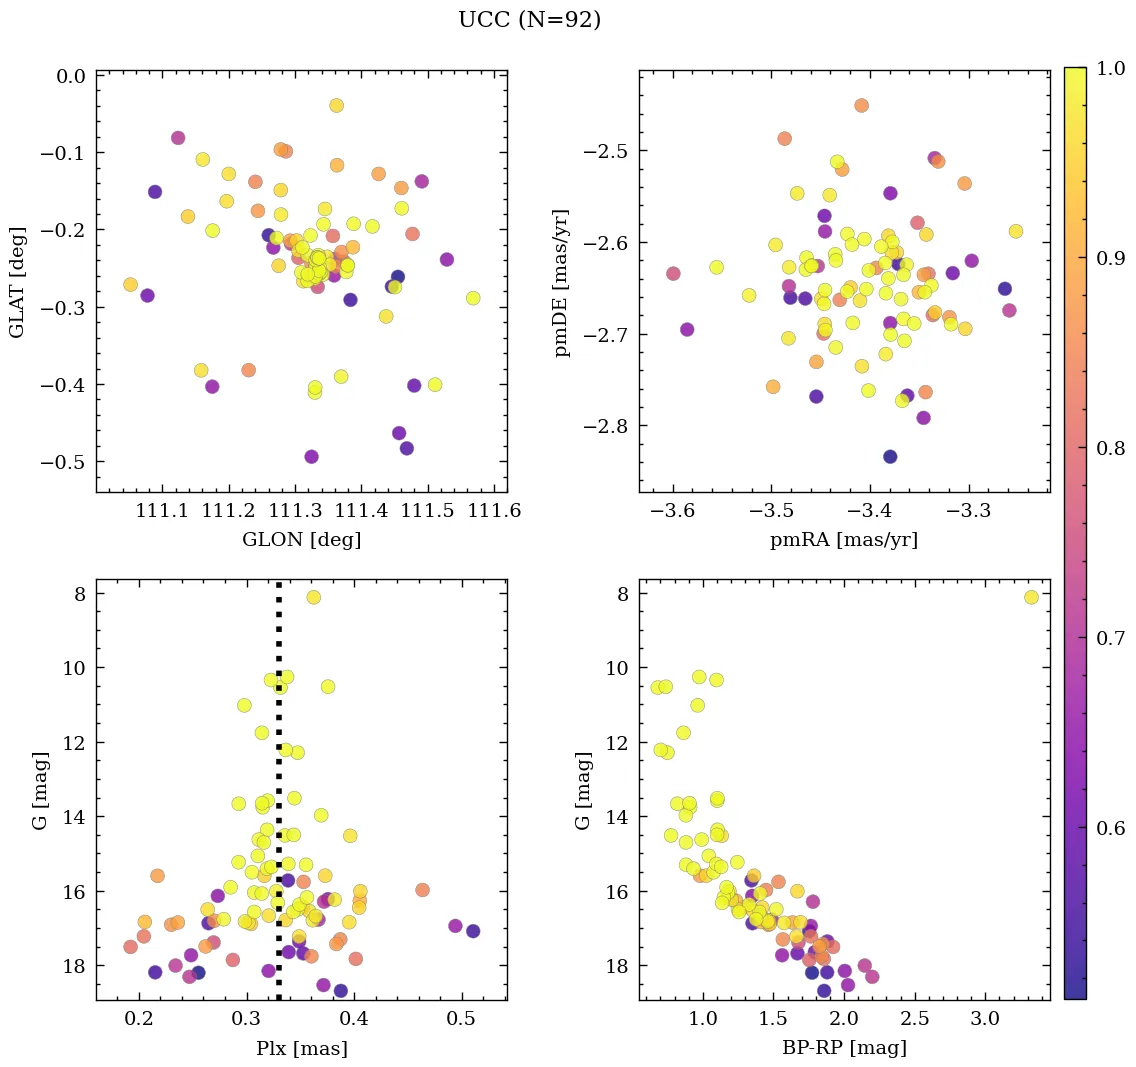 UCC (N=92)
0.0
−0.1
−0.2
−0.3
−0.4
−0.5
GLAT [deg]
111.1 111.2 111.3 111.4 111.5 111.6
GLON [deg]
−2.5
−2.6
−2.7
−2.8
pmDE [mas/yr]
−3.6 −3.5 −3.4 −3.3
pmRA [mas/yr]
8
10
12
14
16
18
G [mag]
0.2 0.3 0.4 0.5
Plx [mas]
8
10
12
14
16
18
G [mag]
1.0 1.5 2.0 2.5 3.0
BP-RP [mag]
1.0
0.9
0.8
0.7
0.6